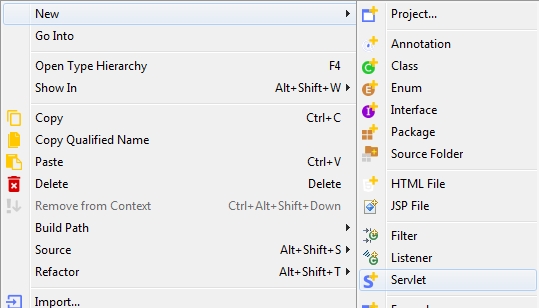 New
Go Into
Open Type Hierarchy F4
Show In Alt+Shift+W
Copy Ctrl+C
Copy Qualified Name
Paste Ctrl+V
Delete Delete
Remove from Context Ctrl+Alt+Shift+Down
Build Path
Source Alt+Shift+S
Refactor Alt+Shift+T
Import...
Project...
Annotation
Class
Enum
Interface
Package
Source Folder
HTML File
JSP File
Filter
Listener
Servlet